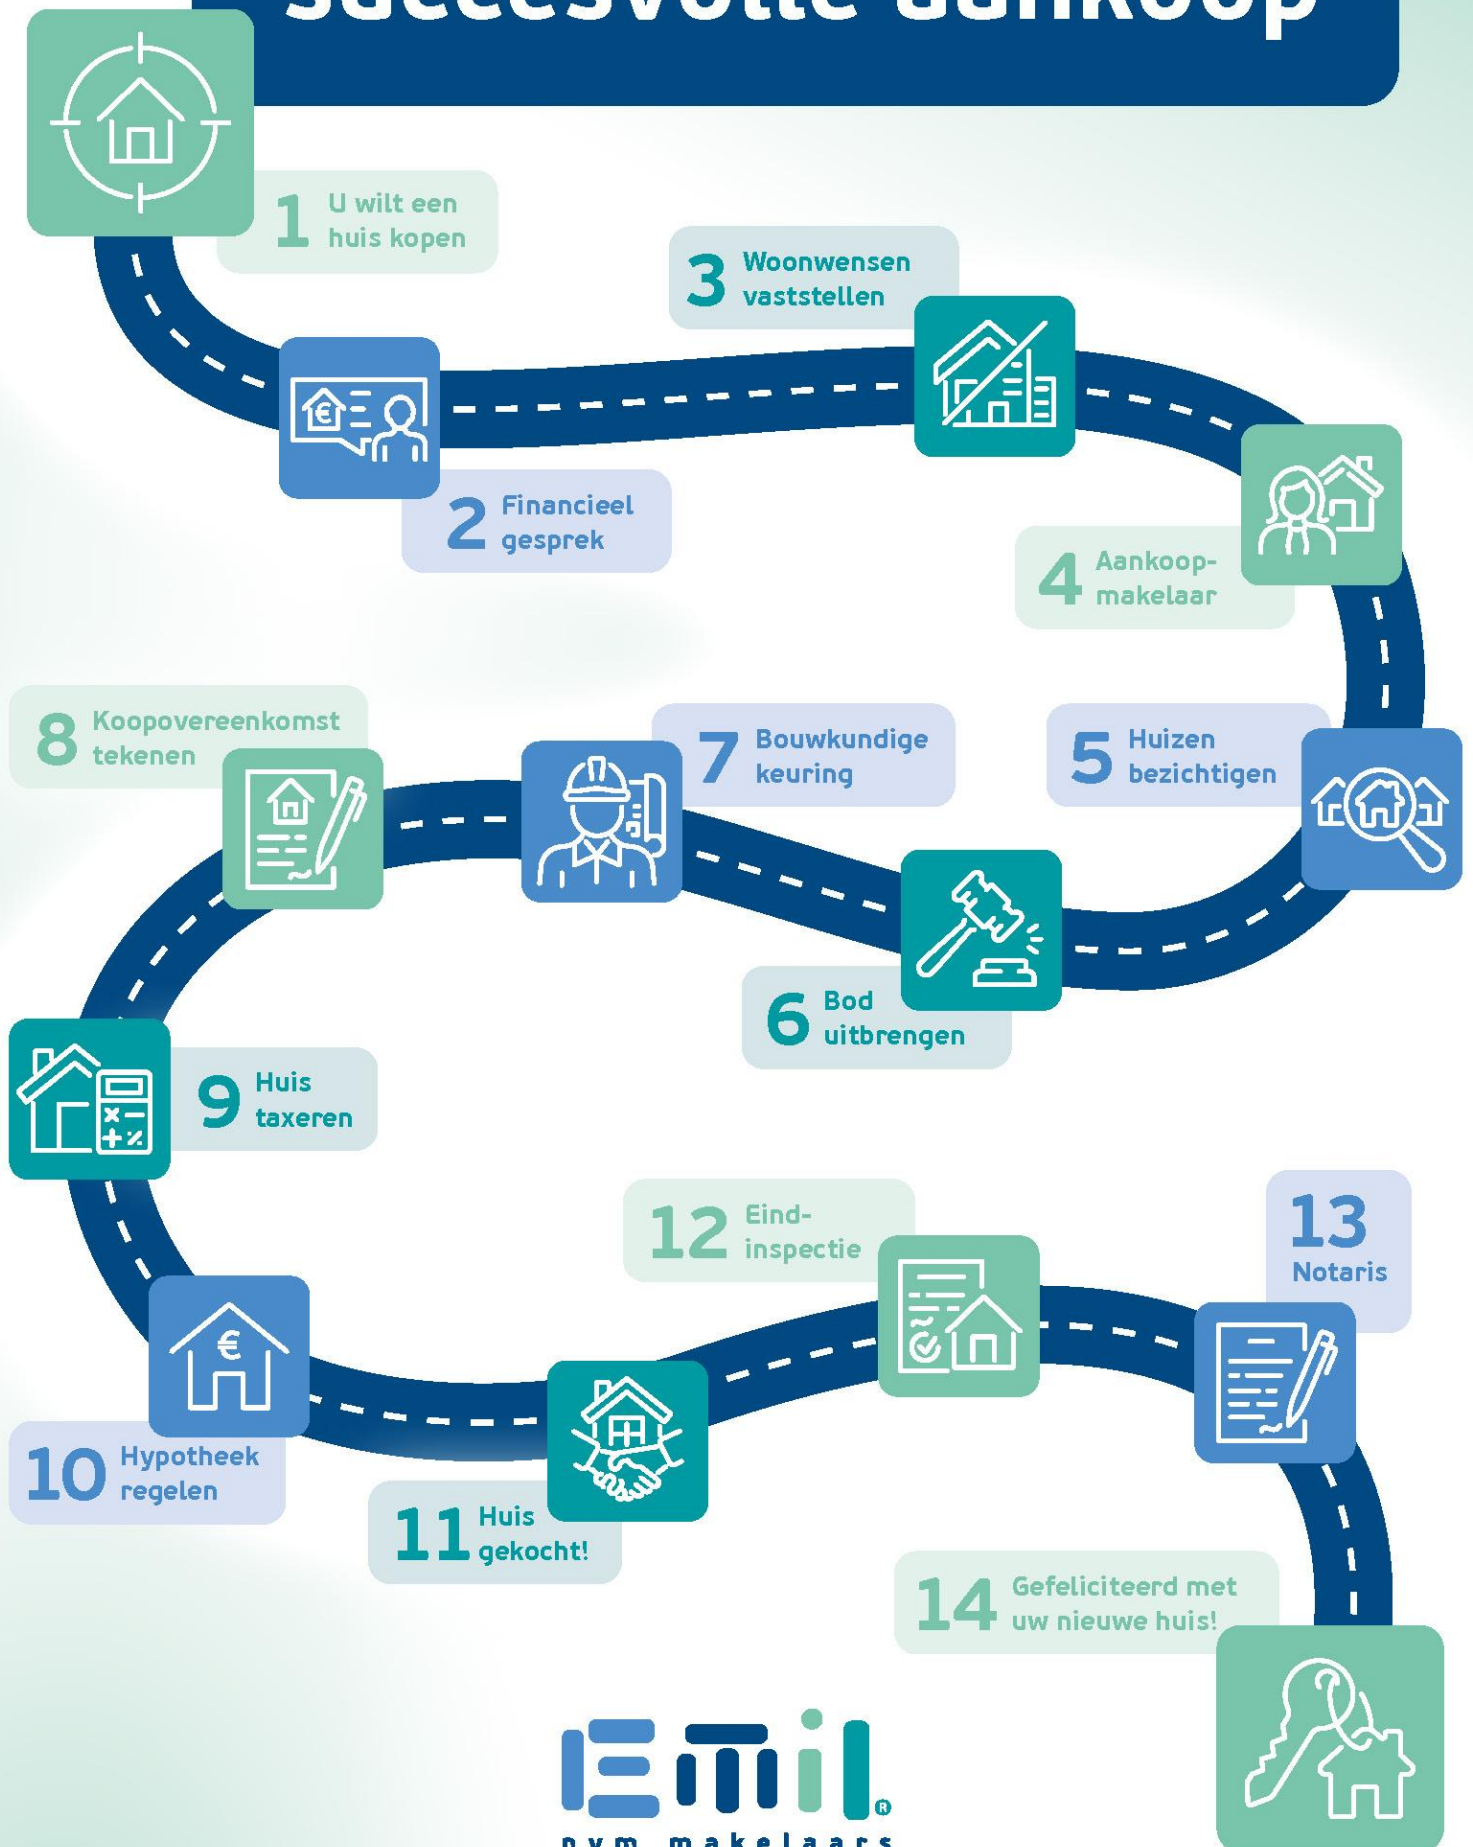 succesvolle aankoop
1 U wilt een
huis kopen
3 Woonwensen
vaststellen
2 Financieel
gesprek
4 Aankoop-
makelaar
8 Koopovereenkomst
tekenen
7 Bouwkundige
keuring
5 Huizen
bezichtigen
6 Bod
uitbrengen
9 Huis
taxeren
12 Eind-
inspectie
13
Notaris
10 Hypotheek
regelen
11 Huis
gekocht!
14 Gefeliciteerd met
uw nieuwe huis!
Emil®
nvm makelaars